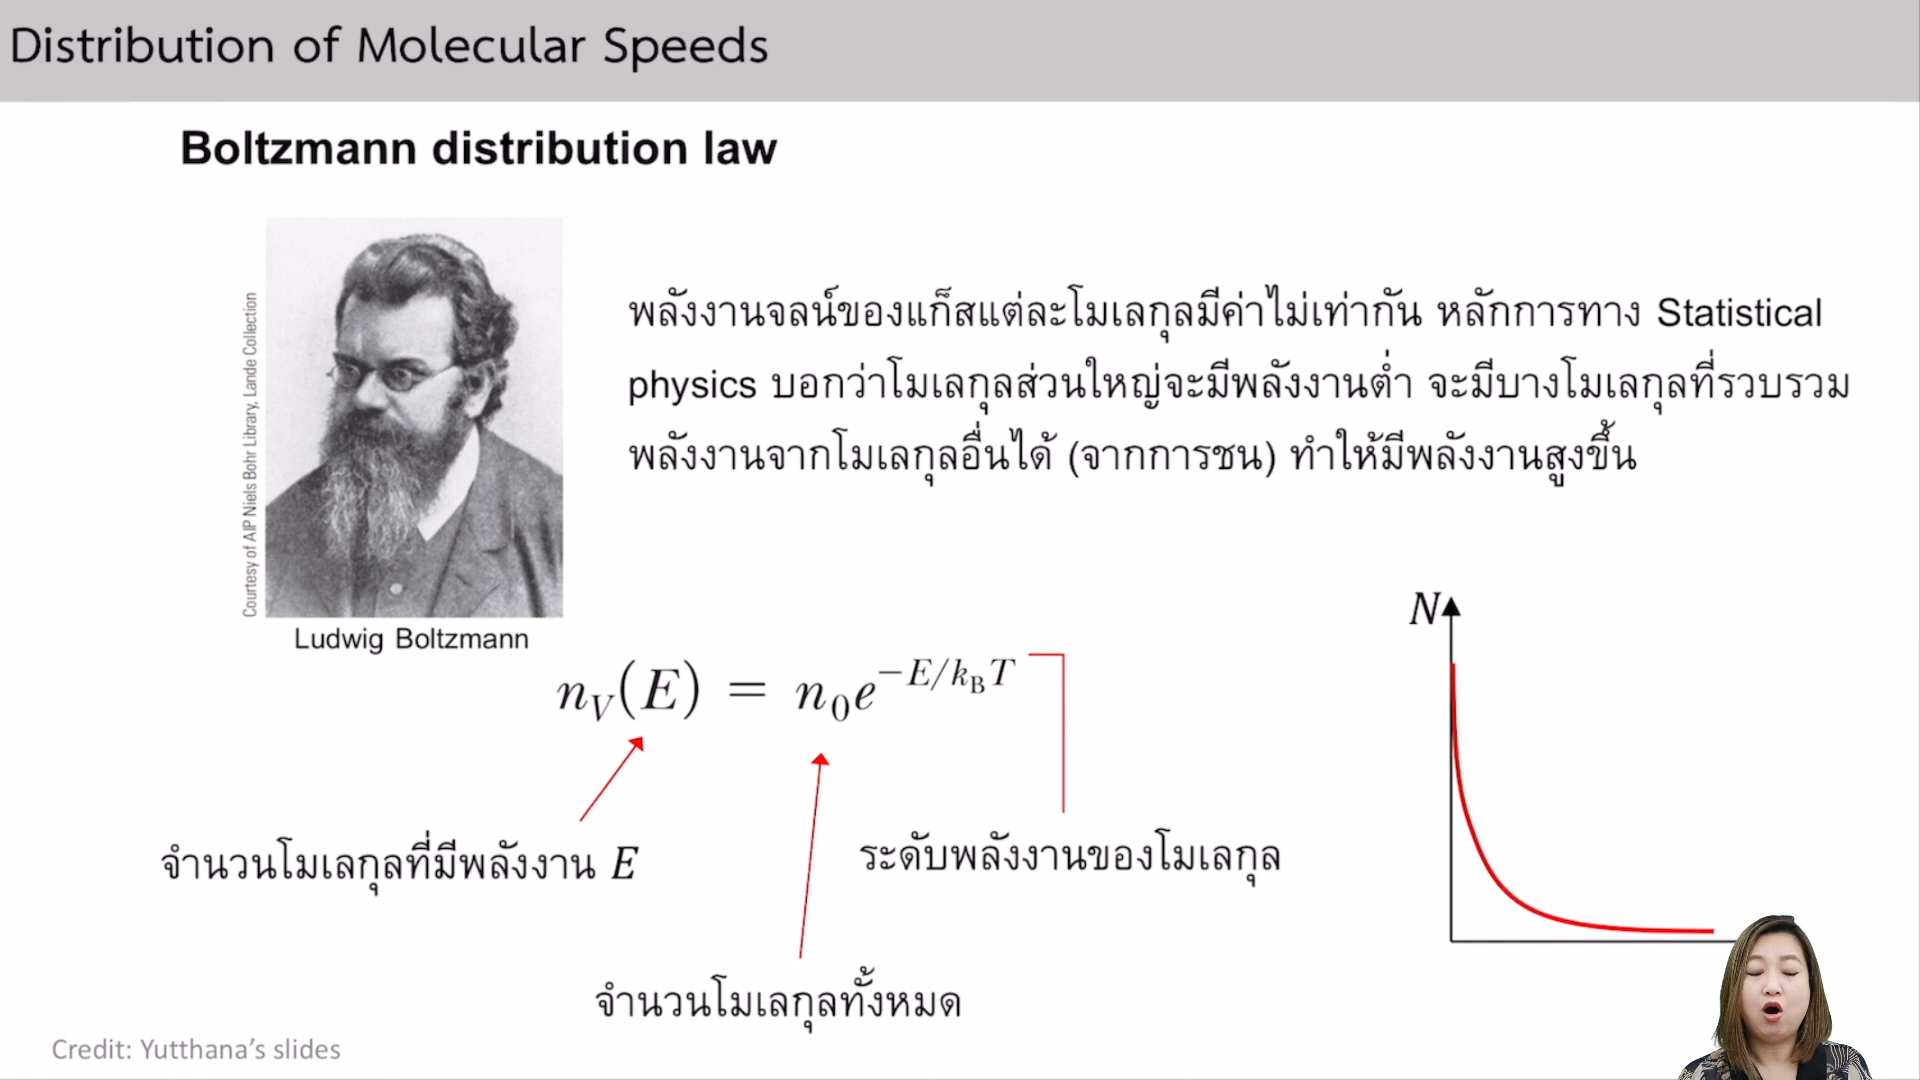 Distribution of Molecular Speeds
Boltzmann distribution law
พลังงานจลน์ของแก็สแต่ละโมเลกุลมีค่าไม่เท่ากัน หลักการทาง Statistical
physics บอกว่าโมเลกุลส่วนใหญ่จะมีพลังงานต่ำ จะมีบางโมเลกุลที่รวบรวม
พลังงานจากโมเลกุลอื่นได้ (จากการชน) ทำให้มีพลังงานสูงขึ้น
Courtesy of AIP Niels Bohr Library, Lande Collection
Ludwig Boltzmann
n_V(E) = n_0e^{-E/k_BT}
N
จำนวนโมเลกุลที่มีพลังงาน E
ระดับพลังงานของโมเลกุล
จำนวนโมเลกุลทั้งหมด
Credit: Yutthana's slides